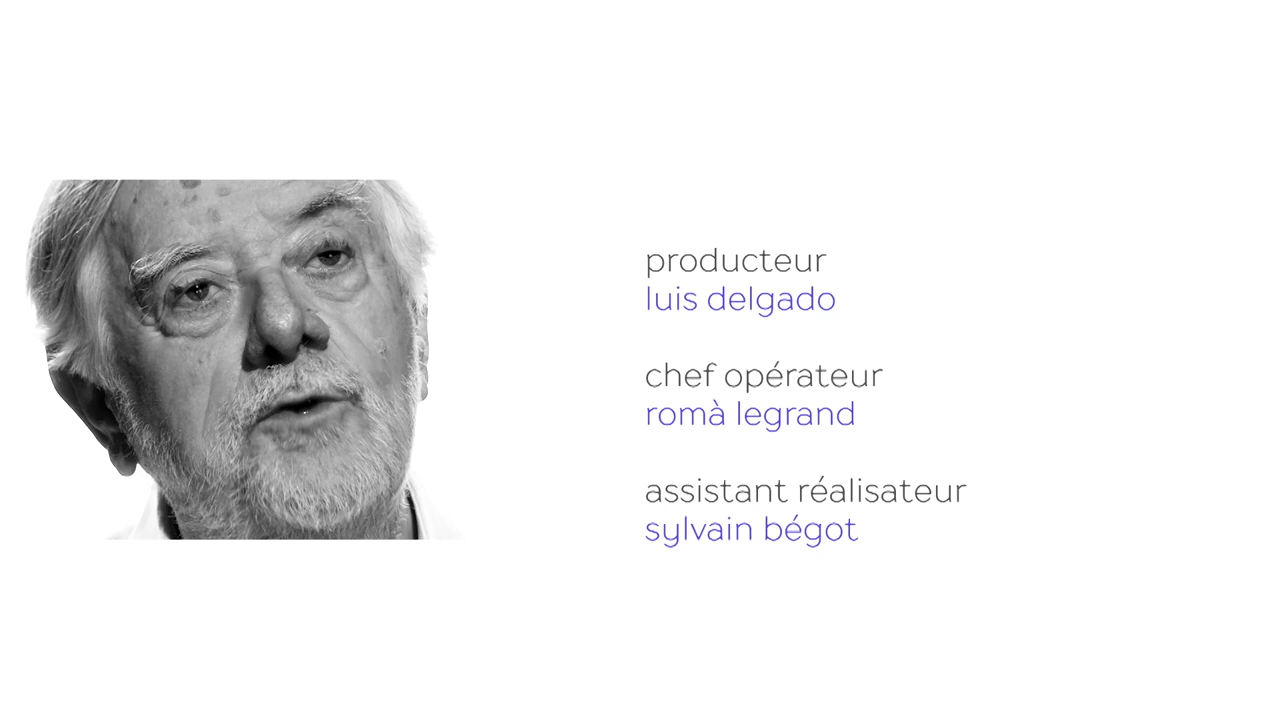 producteur
luis delgado
chef opérateur
romà legrand
assistant réalisateur
sylvain bégot